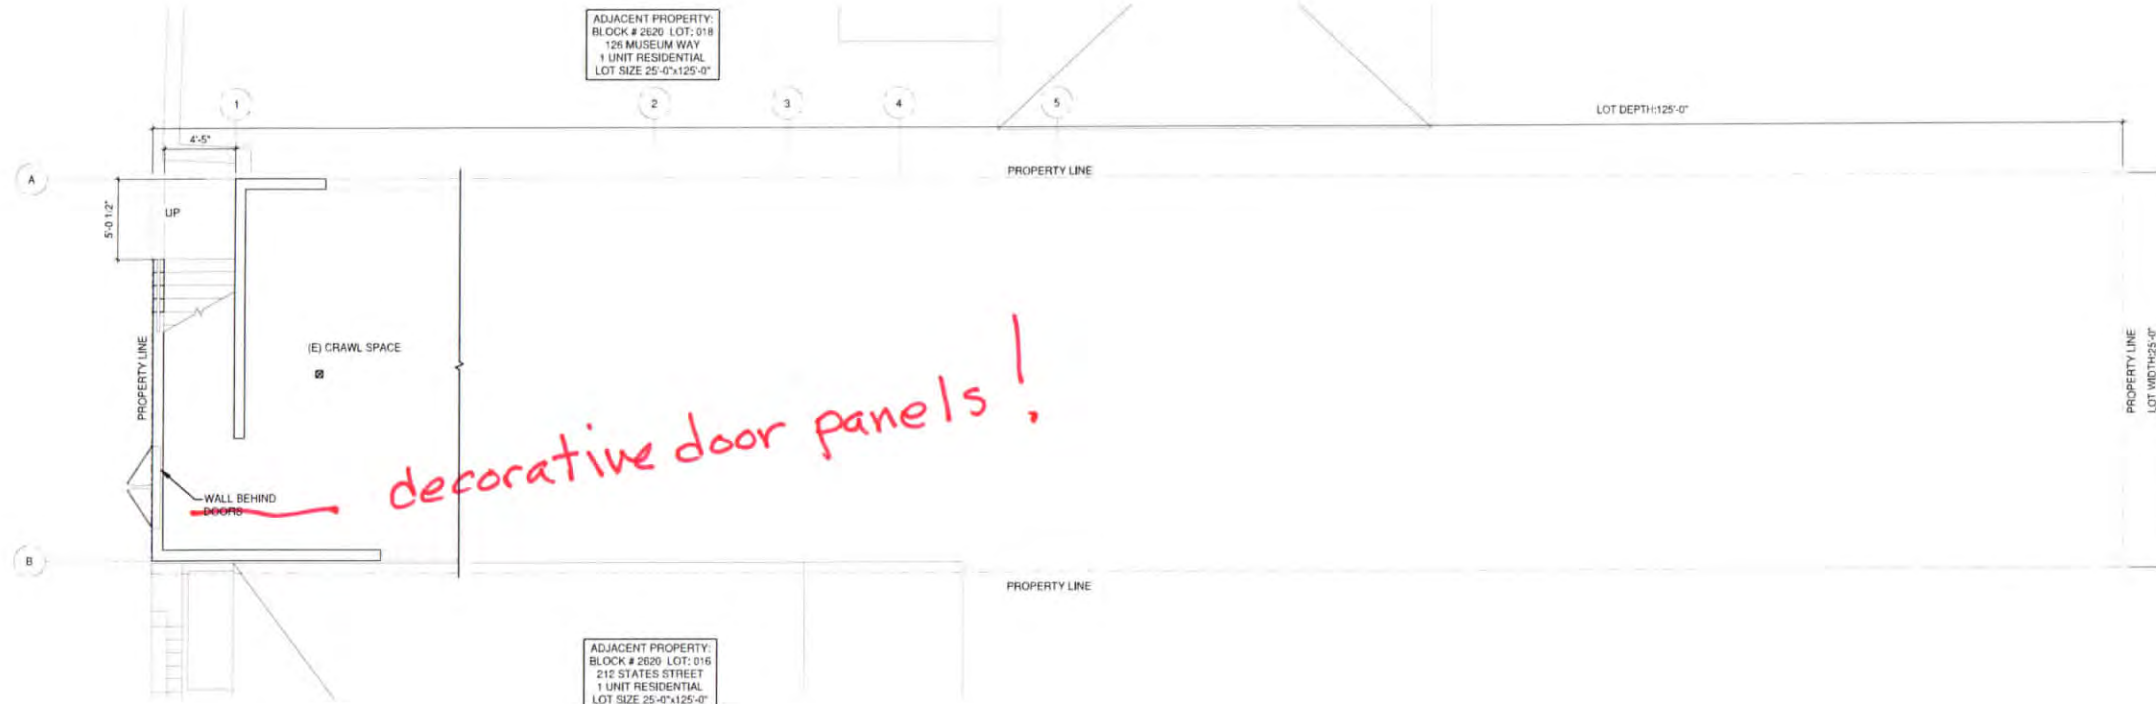 ADJACENT PROPERTY:
BLOCK # 2620 LOT: 018
126 MUSEUM WAY
1 UNIT RESIDENTIAL
LOT SIZE 25'-0"x125'-0"
1
2
3
4
5
LOT DEPTH:125'-0"
4'-5"
A
PROPERTY LINE
5'-0 1/2"
UP
PROPERTY LINE
(E) CRAWL SPACE
PROPERTY LINE
LOT WIDTH:25'-0"
decorative door panels!
WALL BEHIND
DOORS
B
PROPERTY LINE
ADJACENT PROPERTY:
BLOCK # 2620 LOT: 016
212 STATES STREET
1 UNIT RESIDENTIAL
LOT SIZE 25'-0"x125'-0"